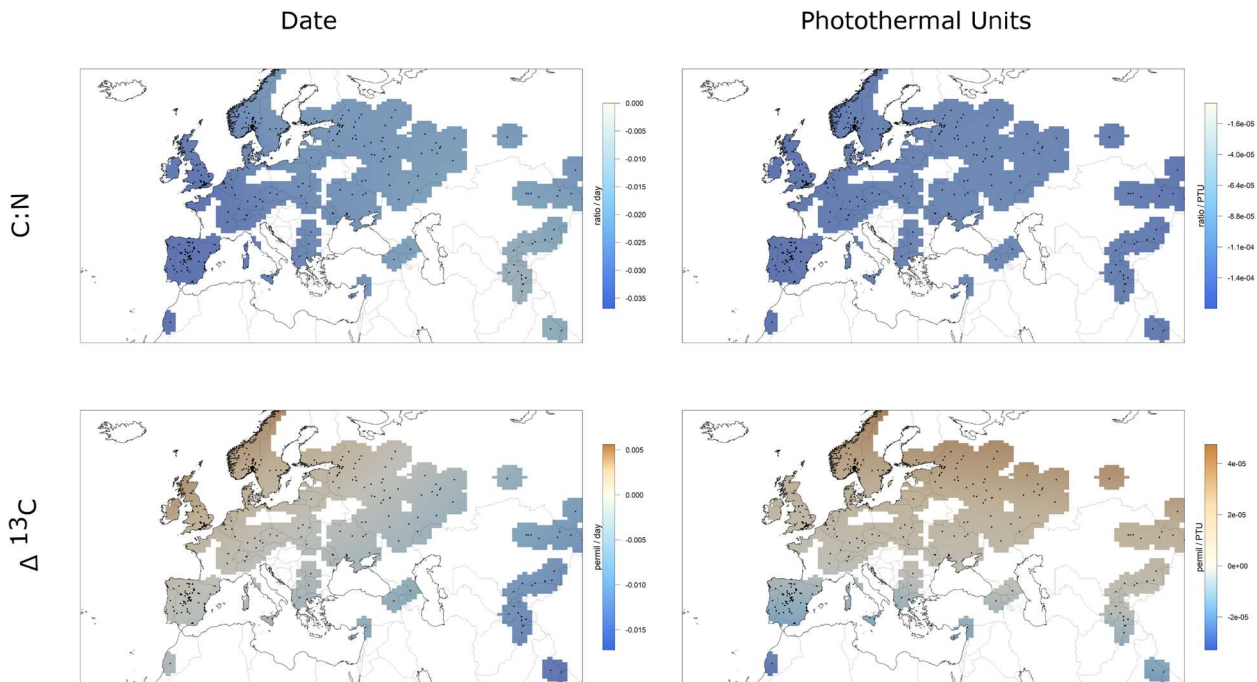 Date
Photothermal Units
C:N
0.000
-0.005
-0.010
-0.015
-0.020
-0.025
-0.030
-0.035
ratio / day
-1.6e-05
-4.0e-05
-6.4e-05
-8.8e-05
-1.1e-04
-1.4e-04
ratio / PTU
Δ ¹³C
0.005
0.000
-0.005
-0.010
-0.015
permil / day
4e-05
2e-05
0e+00
-2e-05
permil / PTU